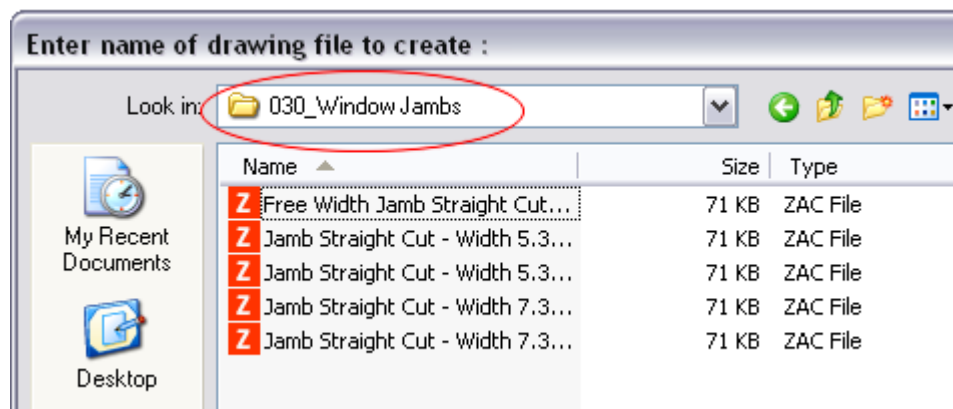 Enter name of drawing file to create :
Look in: 030_Window Jambs
Name Size Type
Z Free Width Jamb Straight Cut... 71 KB ZAC File
Z Jamb Straight Cut - Width 5.3... 71 KB ZAC File
Z Jamb Straight Cut - Width 5.3... 71 KB ZAC File
Z Jamb Straight Cut - Width 7.3... 71 KB ZAC File
Z Jamb Straight Cut - Width 7.3... 71 KB ZAC File
My Recent
Documents
Desktop